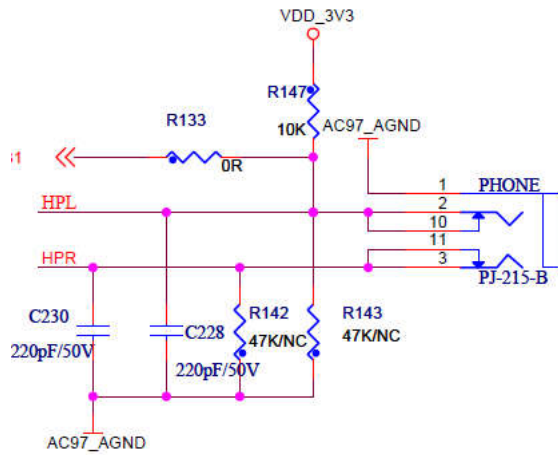 VDD_3V3
R147
10K
AC97_AGND
R133
0R
31
HPL
HPR
1
PHONE
2
10
11
3
PJ-215-B
C230
220pF/50V
C228
220pF/50V
R142
47K/NC
R143
47K/NC
AC97_AGND